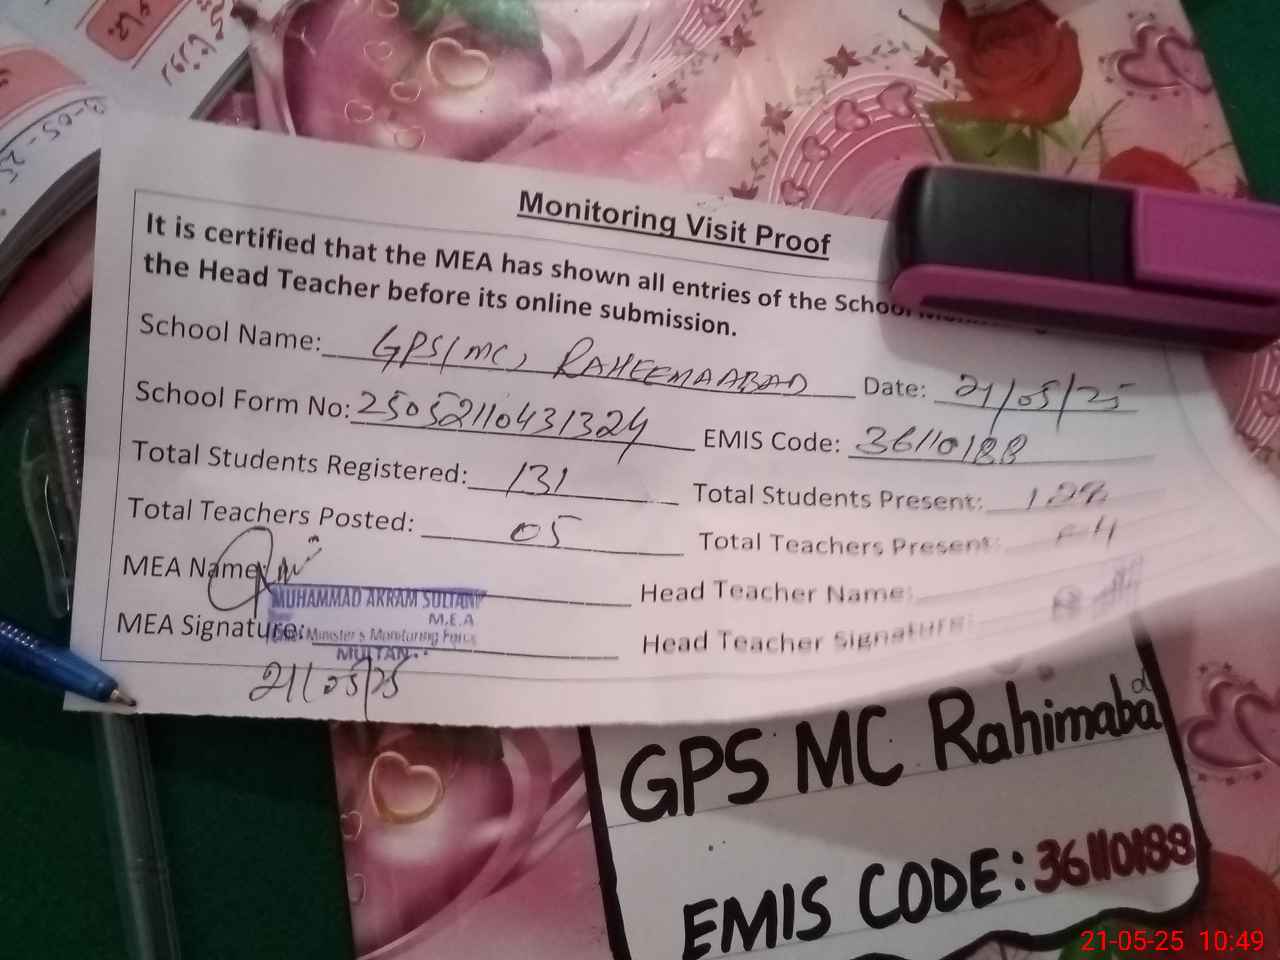 Monitoring Visit Proof
It is certified that the MEA has shown all entries of the School
the Head Teacher before its online submission.
School Name: GPS(MC) RAHEEMAABAD Date: 21/05/25
School Form No: 25052110431324 EMIS Code: 36110188
Total Students Registered: 131 Total Students Present:
Total Teachers Posted: 05 Total Teachers Present:
MEA Name: Head Teacher Name:
MUHAMMAD AKRAM SULTANI
M.E.A
MEA Signature: Head Teacher Signature:
Minister's Monitoring Force
MULTAN
21/05/25
GPS MC Rahimabad
EMIS CODE: 36110188
21-05-25 10:49